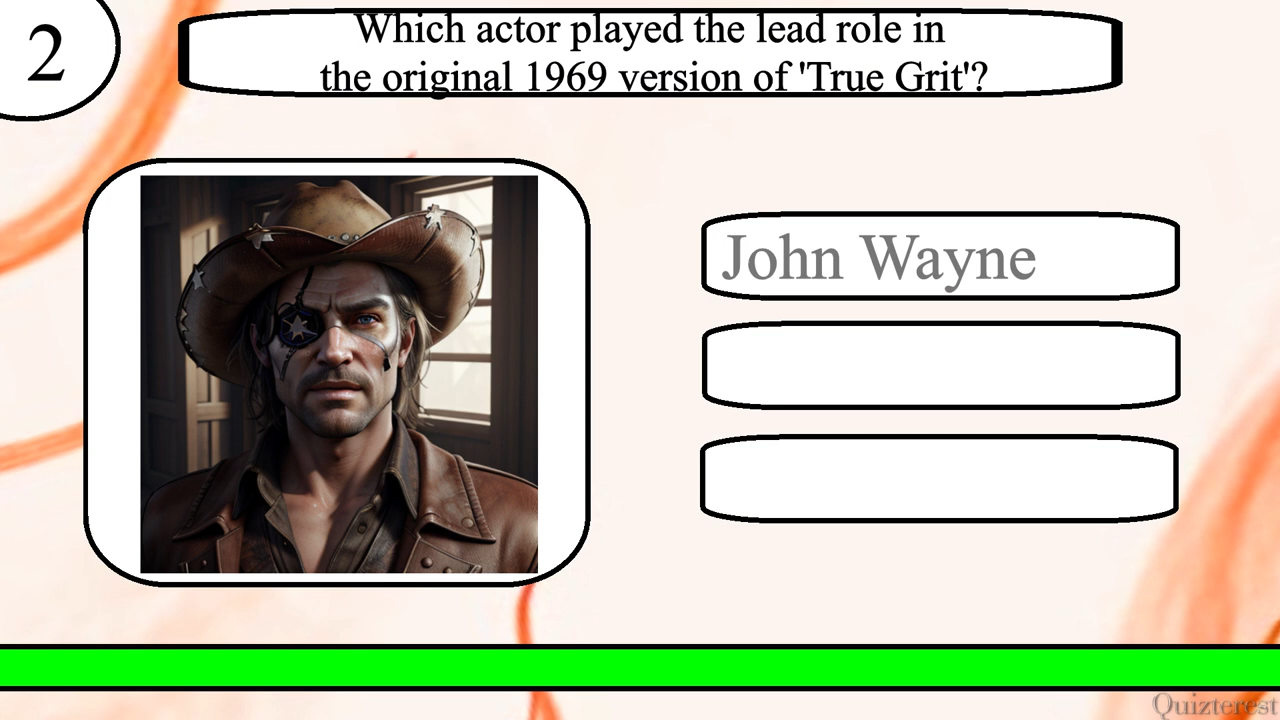 2
Which actor played the lead role in
the original 1969 version of 'True Grit'?
John Wayne
Quizterest